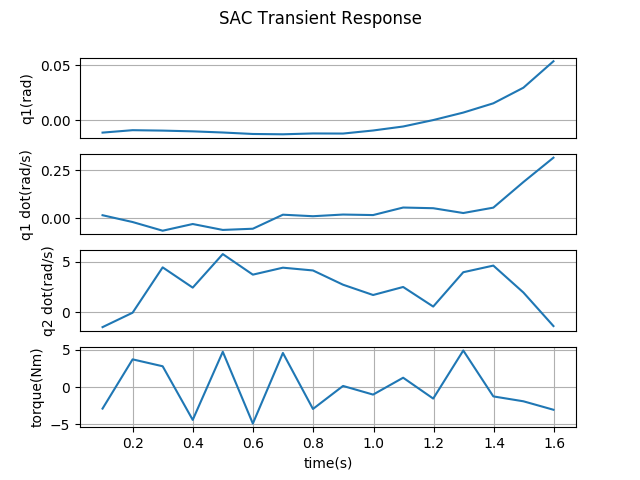 SAC Transient Response
0.05
0.00
q1(rad)
0.25
0.00
q1 dot(rad/s)
5
0
q2 dot(rad/s)
5
0
−5
torque(Nm)
0.2 0.4 0.6 0.8 1.0 1.2 1.4 1.6
time(s)